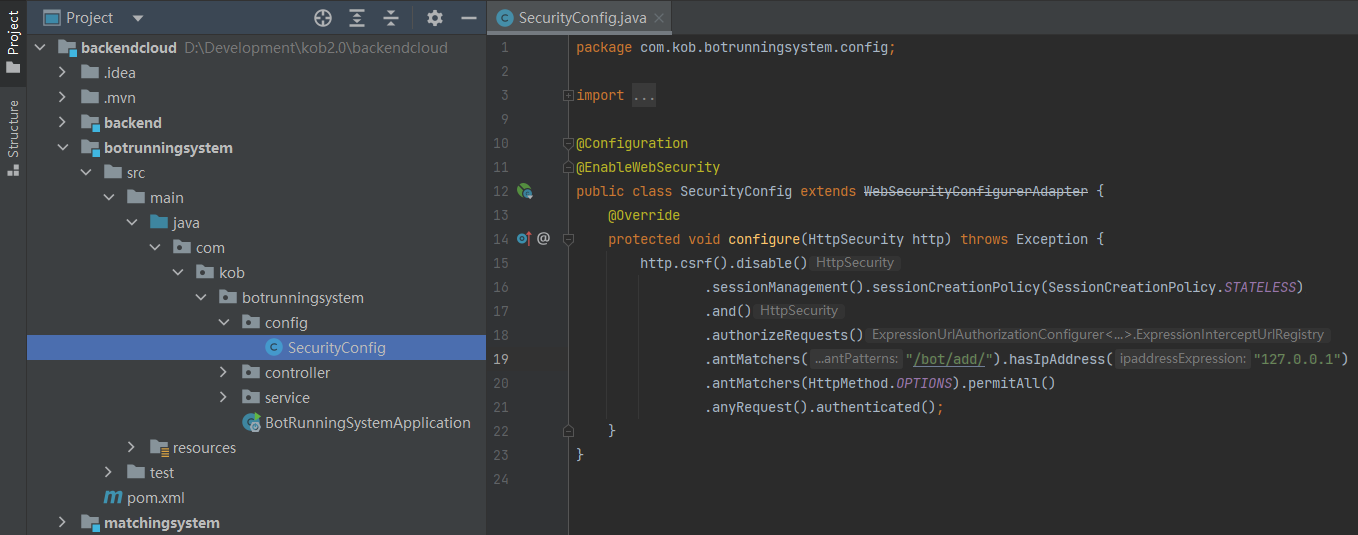 Project
Structure
Project
backendcloud D:\Development\kob2.0\backendcloud
.idea
.mvn
backend
botrunningsystem
src
main
java
com
kob
botrunningsystem
config
SecurityConfig
controller
service
BotRunningSystemApplication
resources
test
pom.xml
matchingsystem
SecurityConfig.java
1 package com.kob.botrunningsystem.config;
2
3 import ...
9
10 @Configuration
11 @EnableWebSecurity
12 public class SecurityConfig extends WebSecurityConfigurerAdapter {
13 @Override
14 protected void configure(HttpSecurity http) throws Exception {
15 http.csrf().disable() HttpSecurity
16 .sessionManagement().sessionCreationPolicy(SessionCreationPolicy.STATELESS)
17 .and() HttpSecurity
18 .authorizeRequests() ExpressionUrlAuthorizationConfigurer<...>.ExpressionInterceptUrlRegistry
19 .antMatchers( ...antPatterns: "/bot/add/").hasIpAddress( ipaddressExpression: "127.0.0.1")
20 .antMatchers(HttpMethod.OPTIONS).permitAll()
21 .anyRequest().authenticated();
22 }
23 }
24